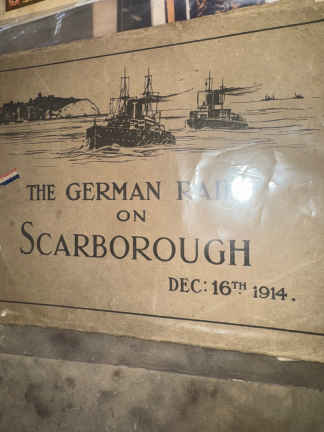 THE GERMAN RAID
ON
SCARBOROUGH
DEC: 16TH 1914.